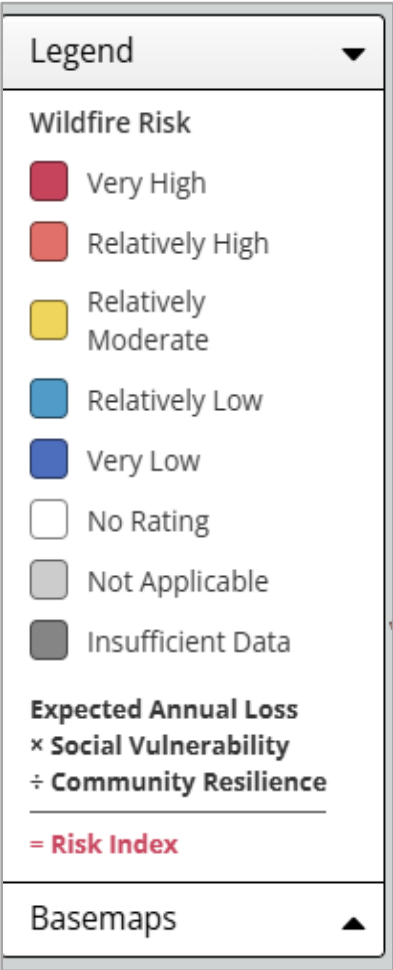 Legend
Wildfire Risk
Very High
Relatively High
Relatively
Moderate
Relatively Low
Very Low
No Rating
Not Applicable
Insufficient Data
Expected Annual Loss
× Social Vulnerability
÷ Community Resilience
= Risk Index
Basemaps